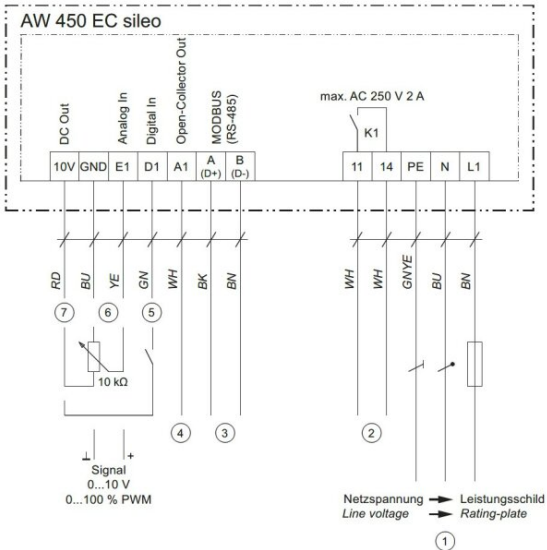 AW 450 EC sileo
DC Out
Analog In
Digital In
Open-Collector Out
MODBUS
(RS-485)
max. AC 250 V 2 A
K1
10V GND E1 D1 A1 A (D+) B (D-)
11 14 PE N L1
RD BU YE GN WH BK BN
WH WH GNYE BU BN
7 6 5
10 kΩ
4 3
2
⊥ +
Signal
0...10 V
0...100 % PWM
Netzspannung → Leistungsschild
Line voltage → Rating-plate
1